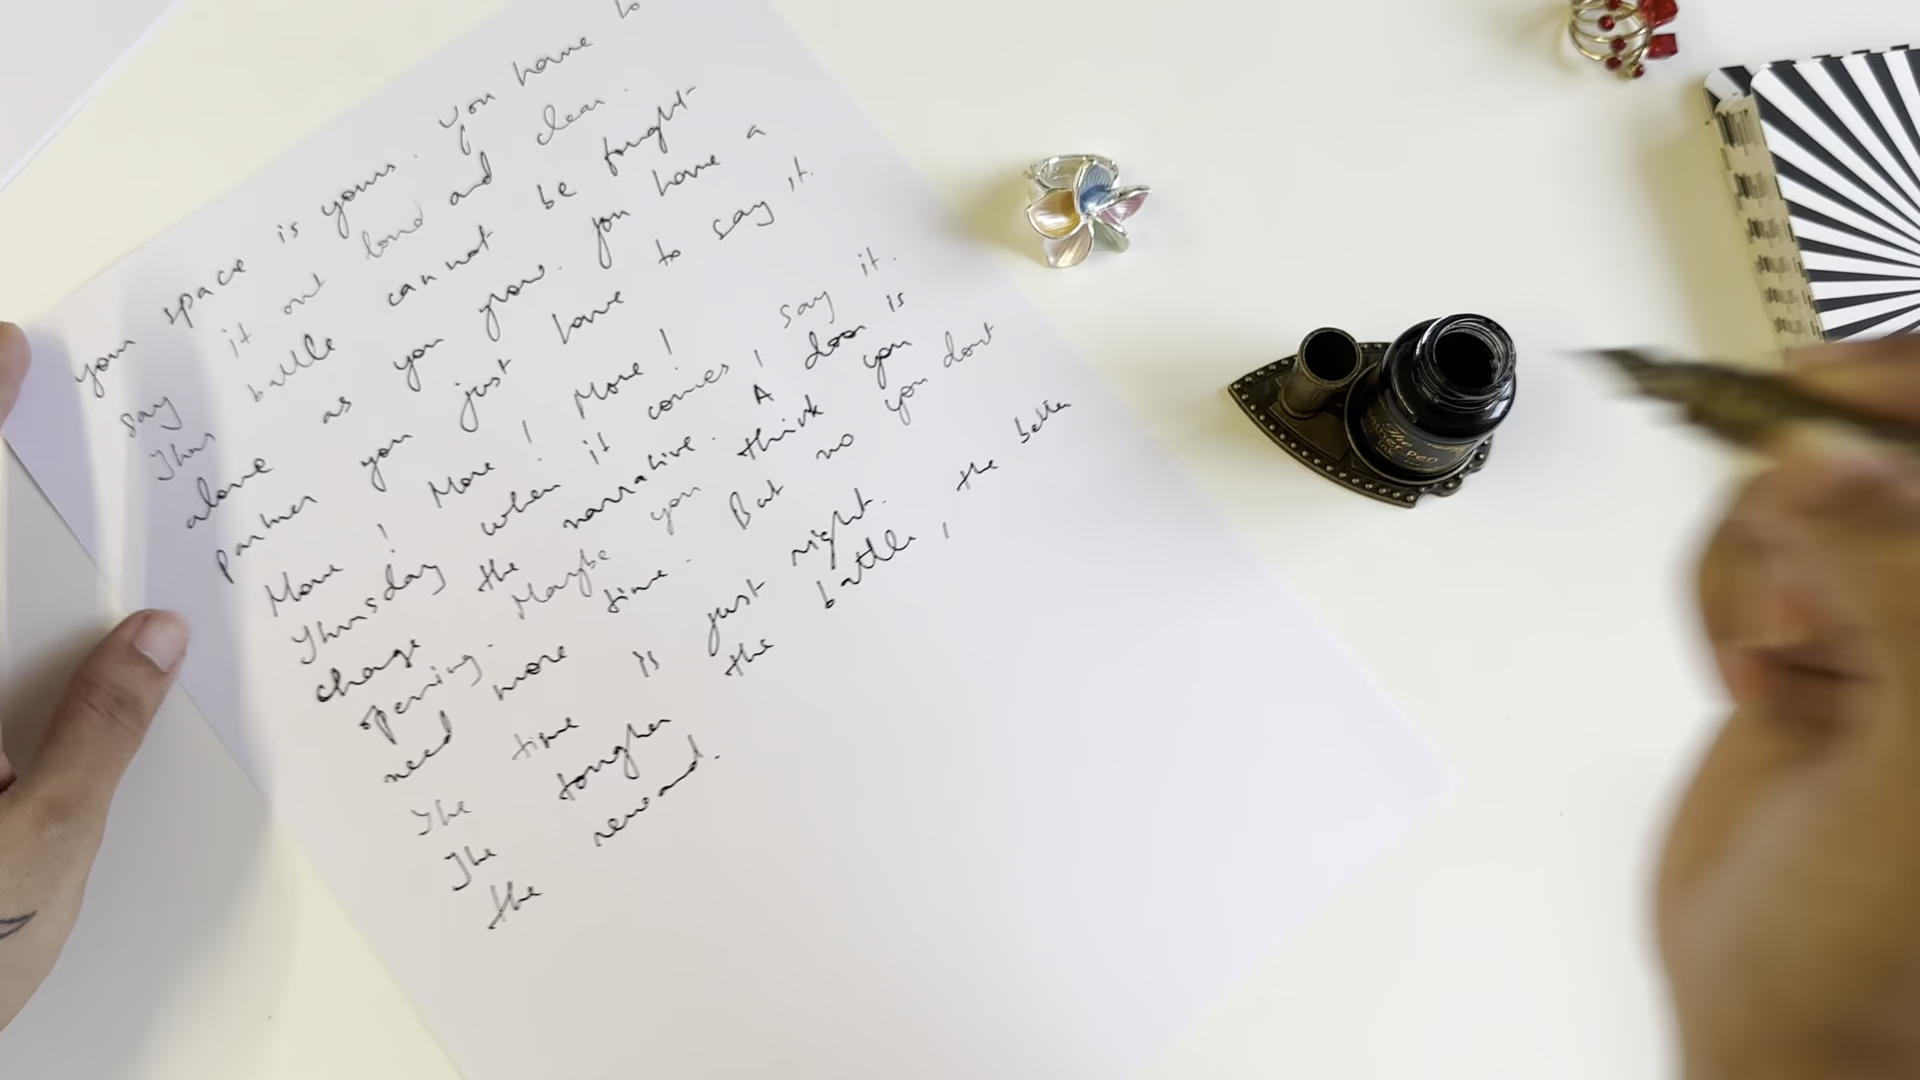 your space is yours. you have to
say it out loud and clear.
This battle cannot be fought
alone as you grow. you have a
partner you just have to say it.
More! More! More!
Thursday when it comes, say it.
change the narrative. A door is
opening. Maybe you think you
need more time. But no you dont
The time is just right.
The tougher the battle, the better
the reward.
The
Pen